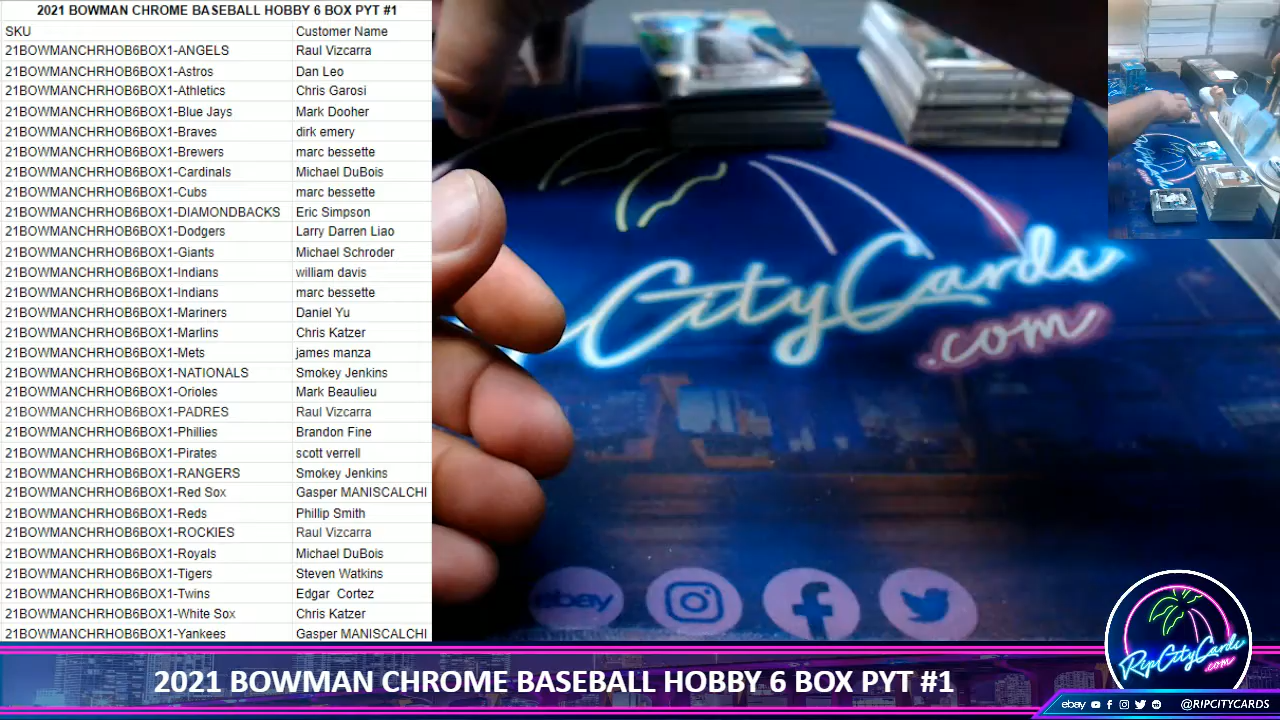 2021 BOWMAN CHROME BASEBALL HOBBY 6 BOX PYT #1
SKU Customer Name
21BOWMANCHRHOB6BOX1-ANGELS Raul Vizcarra
21BOWMANCHRHOB6BOX1-Astros Dan Leo
21BOWMANCHRHOB6BOX1-Athletics Chris Garosi
21BOWMANCHRHOB6BOX1-Blue Jays Mark Dooher
21BOWMANCHRHOB6BOX1-Braves dirk emery
21BOWMANCHRHOB6BOX1-Brewers marc bessette
21BOWMANCHRHOB6BOX1-Cardinals Michael DuBois
21BOWMANCHRHOB6BOX1-Cubs marc bessette
21BOWMANCHRHOB6BOX1-DIAMONDBACKS Eric Simpson
21BOWMANCHRHOB6BOX1-Dodgers Larry Darren Liao
21BOWMANCHRHOB6BOX1-Giants Michael Schroder
21BOWMANCHRHOB6BOX1-Indians william davis
21BOWMANCHRHOB6BOX1-Indians marc bessette
21BOWMANCHRHOB6BOX1-Mariners Daniel Yu
21BOWMANCHRHOB6BOX1-Marlins Chris Katzer
21BOWMANCHRHOB6BOX1-Mets james manza
21BOWMANCHRHOB6BOX1-NATIONALS Smokey Jenkins
21BOWMANCHRHOB6BOX1-Orioles Mark Beaulieu
21BOWMANCHRHOB6BOX1-PADRES Raul Vizcarra
21BOWMANCHRHOB6BOX1-Phillies Brandon Fine
21BOWMANCHRHOB6BOX1-Pirates scott verrell
21BOWMANCHRHOB6BOX1-RANGERS Smokey Jenkins
21BOWMANCHRHOB6BOX1-Red Sox Gasper MANISCALCHI
21BOWMANCHRHOB6BOX1-Reds Phillip Smith
21BOWMANCHRHOB6BOX1-ROCKIES Raul Vizcarra
21BOWMANCHRHOB6BOX1-Royals Michael DuBois
21BOWMANCHRHOB6BOX1-Tigers Steven Watkins
21BOWMANCHRHOB6BOX1-Twins Edgar Cortez
21BOWMANCHRHOB6BOX1-White Sox Chris Katzer
21BOWMANCHRHOB6BOX1-Yankees Gasper MANISCALCHI
CityCards
.com
ebay
2021 BOWMAN CHROME BASEBALL HOBBY 6 BOX PYT #1
RipCityCards
.com
ebay @RIPCITYCARDS